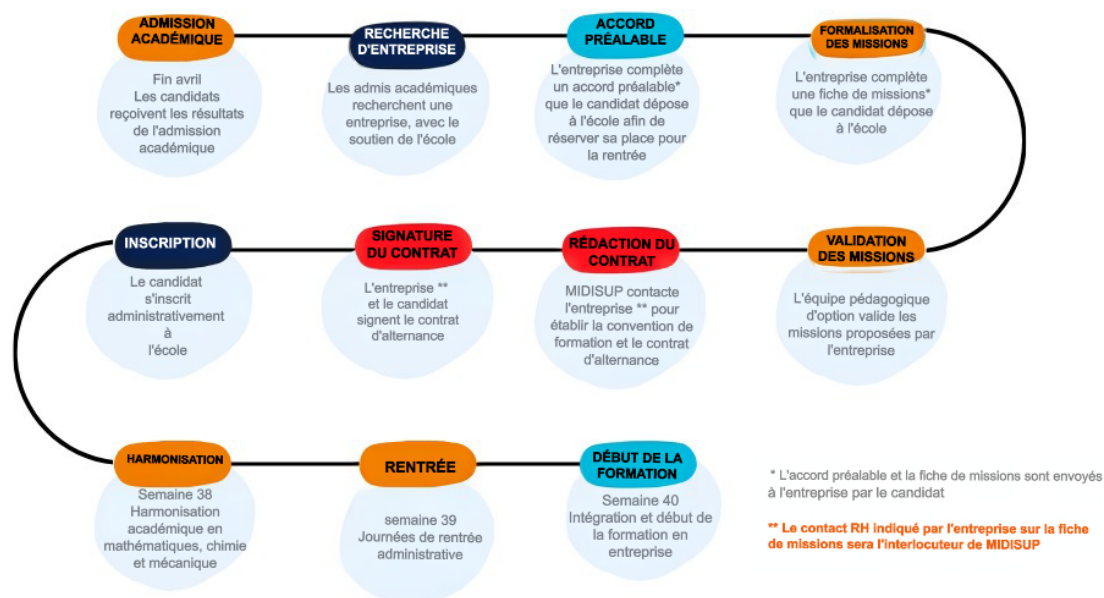 ADMISSION
ACADÉMIQUE
Fin avril
Les candidats
reçoivent les résultats
de l'admission
académique
RECHERCHE
D'ENTREPRISE
Les admis académiques
recherchent une
entreprise, avec le
soutien de l'école
ACCORD
PRÉALABLE
L'entreprise complète
un accord préalable*
que le candidat dépose
à l'école afin de
réserver sa place pour
la rentrée
FORMALISATION
DES MISSIONS
L'entreprise complète
une fiche de missions*
que le candidat dépose
à l'école
VALIDATION
DES MISSIONS
L'équipe pédagogique
d'option valide les
missions proposées par
l'entreprise
RÉDACTION DU
CONTRAT
MIDISUP contacte
l'entreprise ** pour
établir la convention de
formation et le contrat
d'alternance
SIGNATURE
DU CONTRAT
L'entreprise **
et le candidat
signent le contrat
d'alternance
INSCRIPTION
Le candidat
s'inscrit
administrativement
à
l'école
HARMONISATION
Semaine 38
Harmonisation
académique en
mathématiques, chimie
et mécanique
RENTRÉE
semaine 39
Journées de rentrée
administrative
DÉBUT DE LA
FORMATION
Semaine 40
Intégration et début de
la formation en
entreprise
* L'accord préalable et la fiche de missions sont envoyés
à l'entreprise par le candidat
** Le contact RH indiqué par l'entreprise sur la fiche
de missions sera l'interlocuteur de MIDISUP